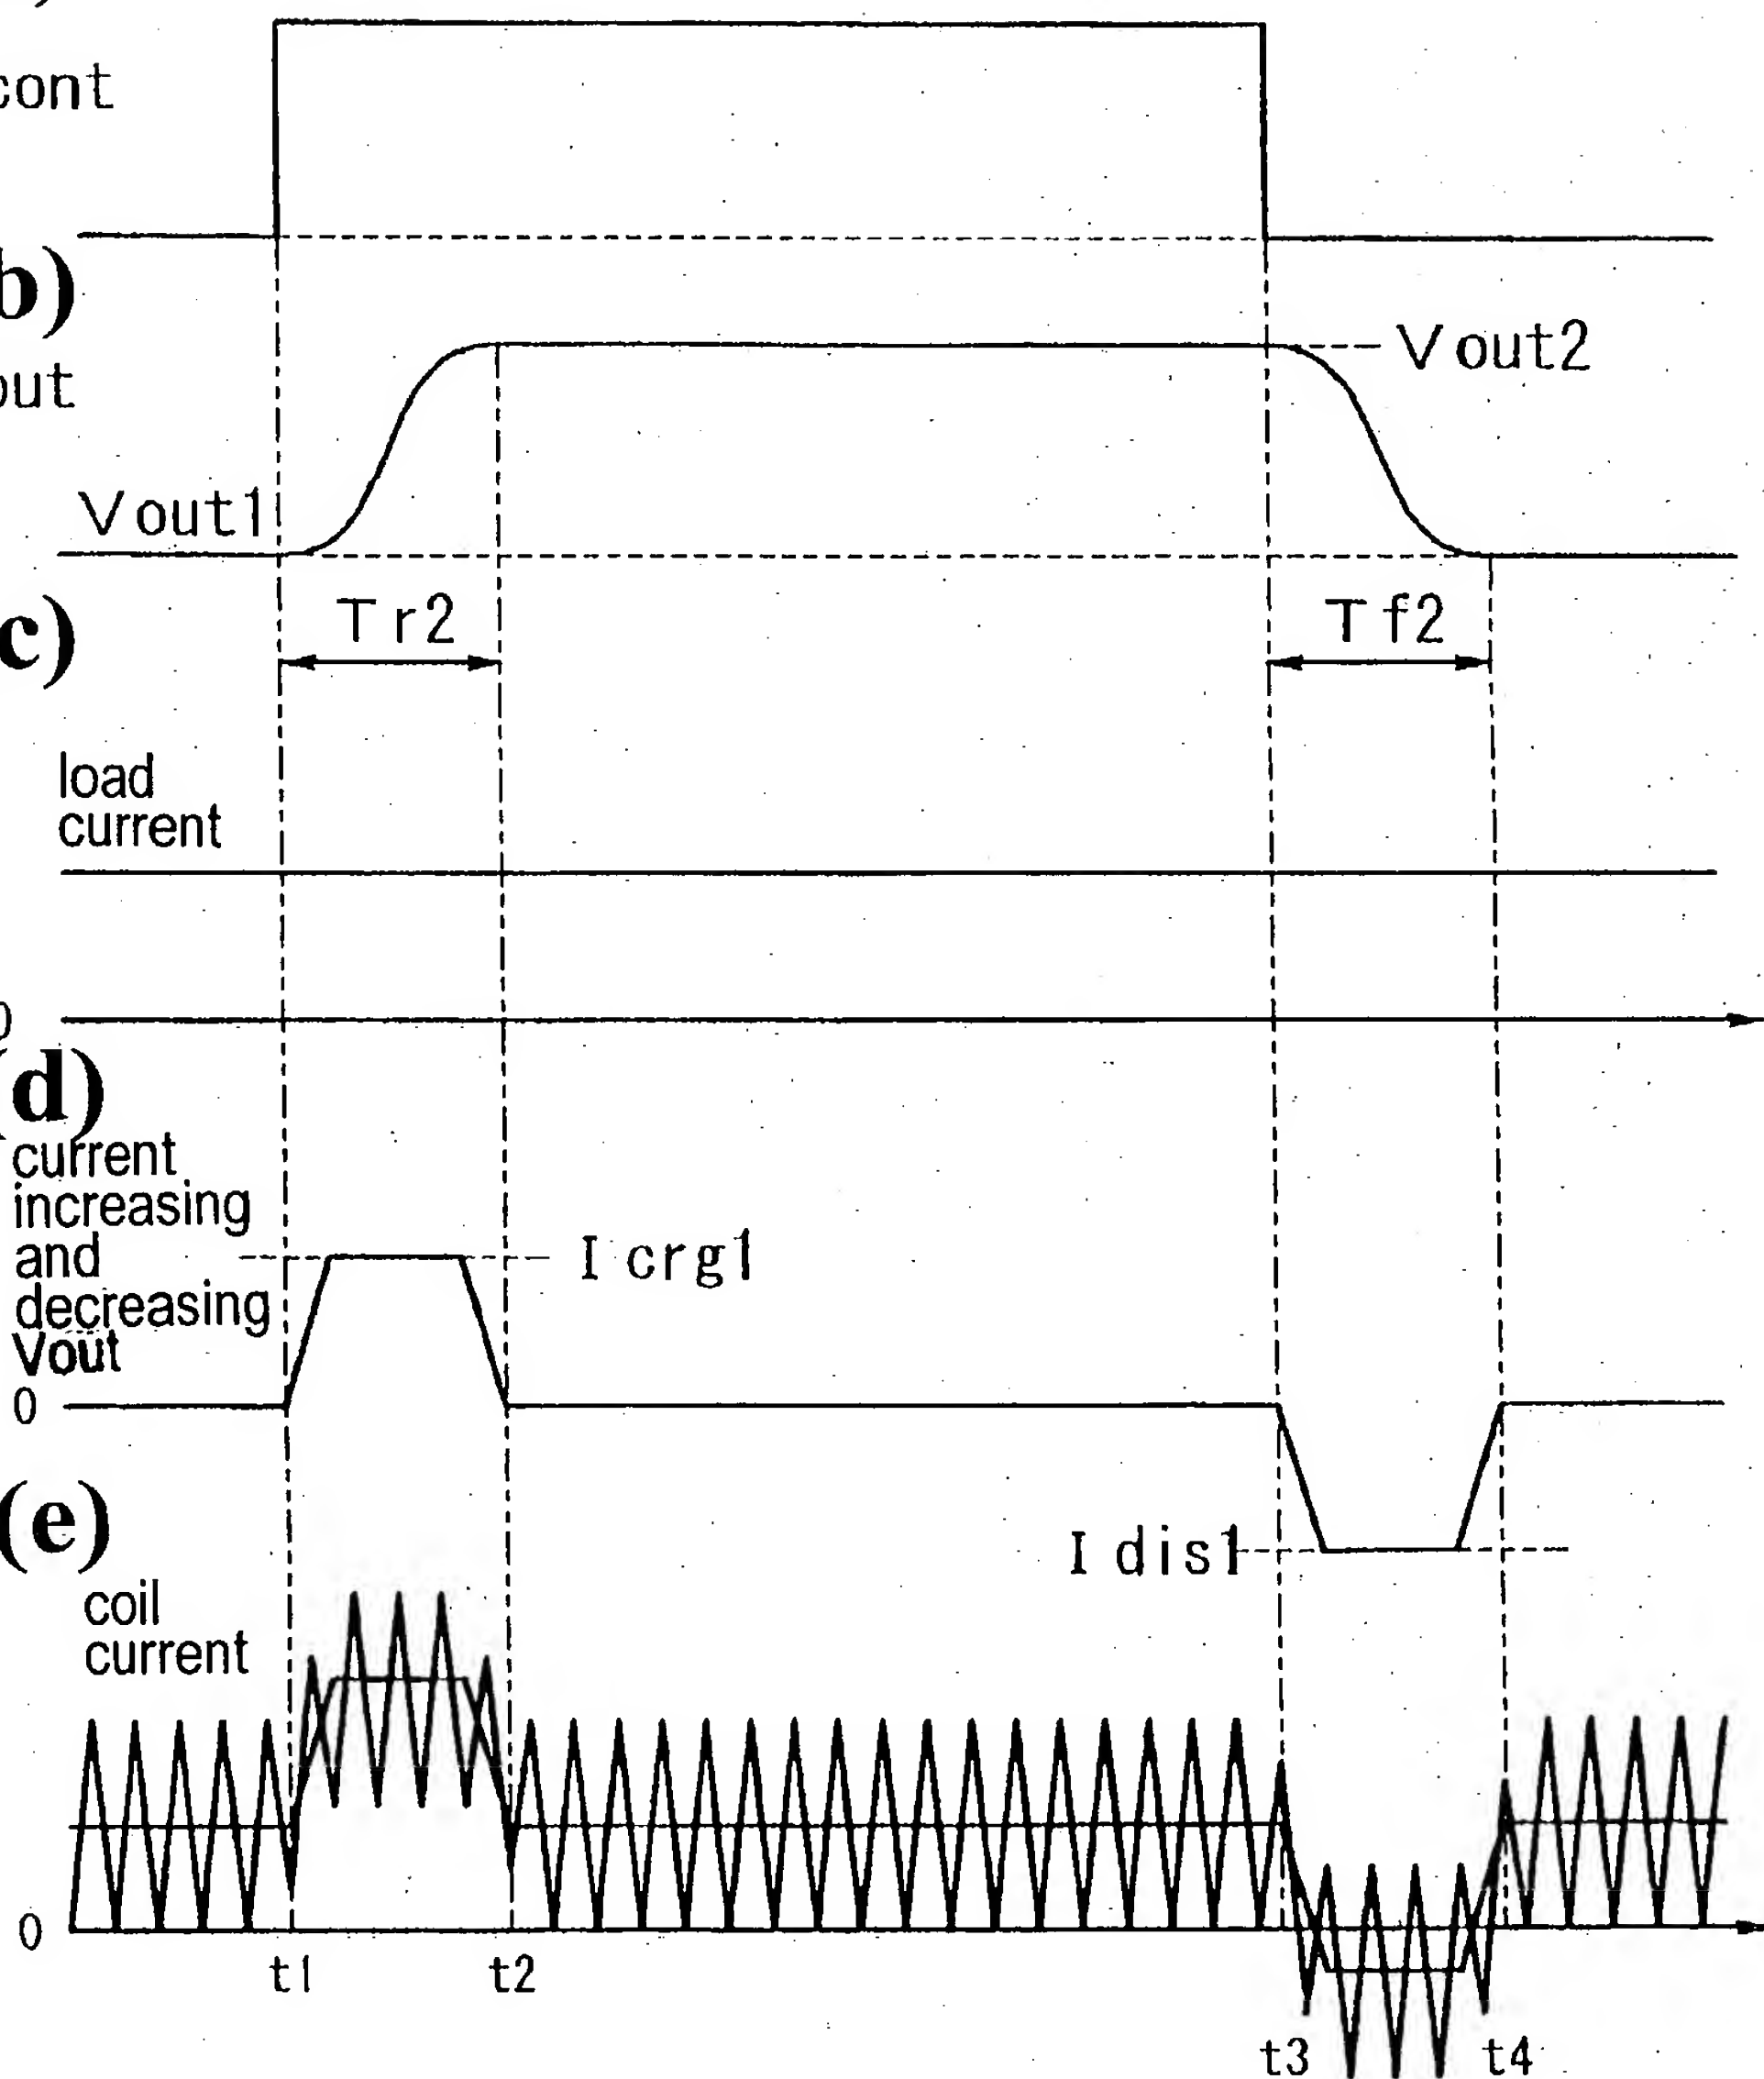 cont
b)
out
Vout2
Vout1
c)
Tr2
Tf2
load
current
0
(d)
current
increasing
and
decreasing
Vout
Icrg1
0
(e)
Idis1
coil
current
0
t1
t2
t3
t4